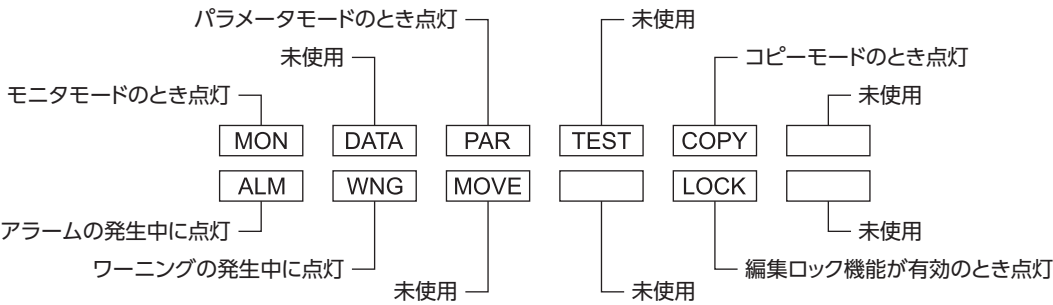 パラメータモードのとき点灯
未使用
未使用
コピーモードのとき点灯
モニタモードのとき点灯
未使用
MON DATA PAR TEST COPY
ALM WNG MOVE LOCK
アラームの発生中に点灯
未使用
ワーニングの発生中に点灯
編集ロック機能が有効のとき点灯
未使用
未使用